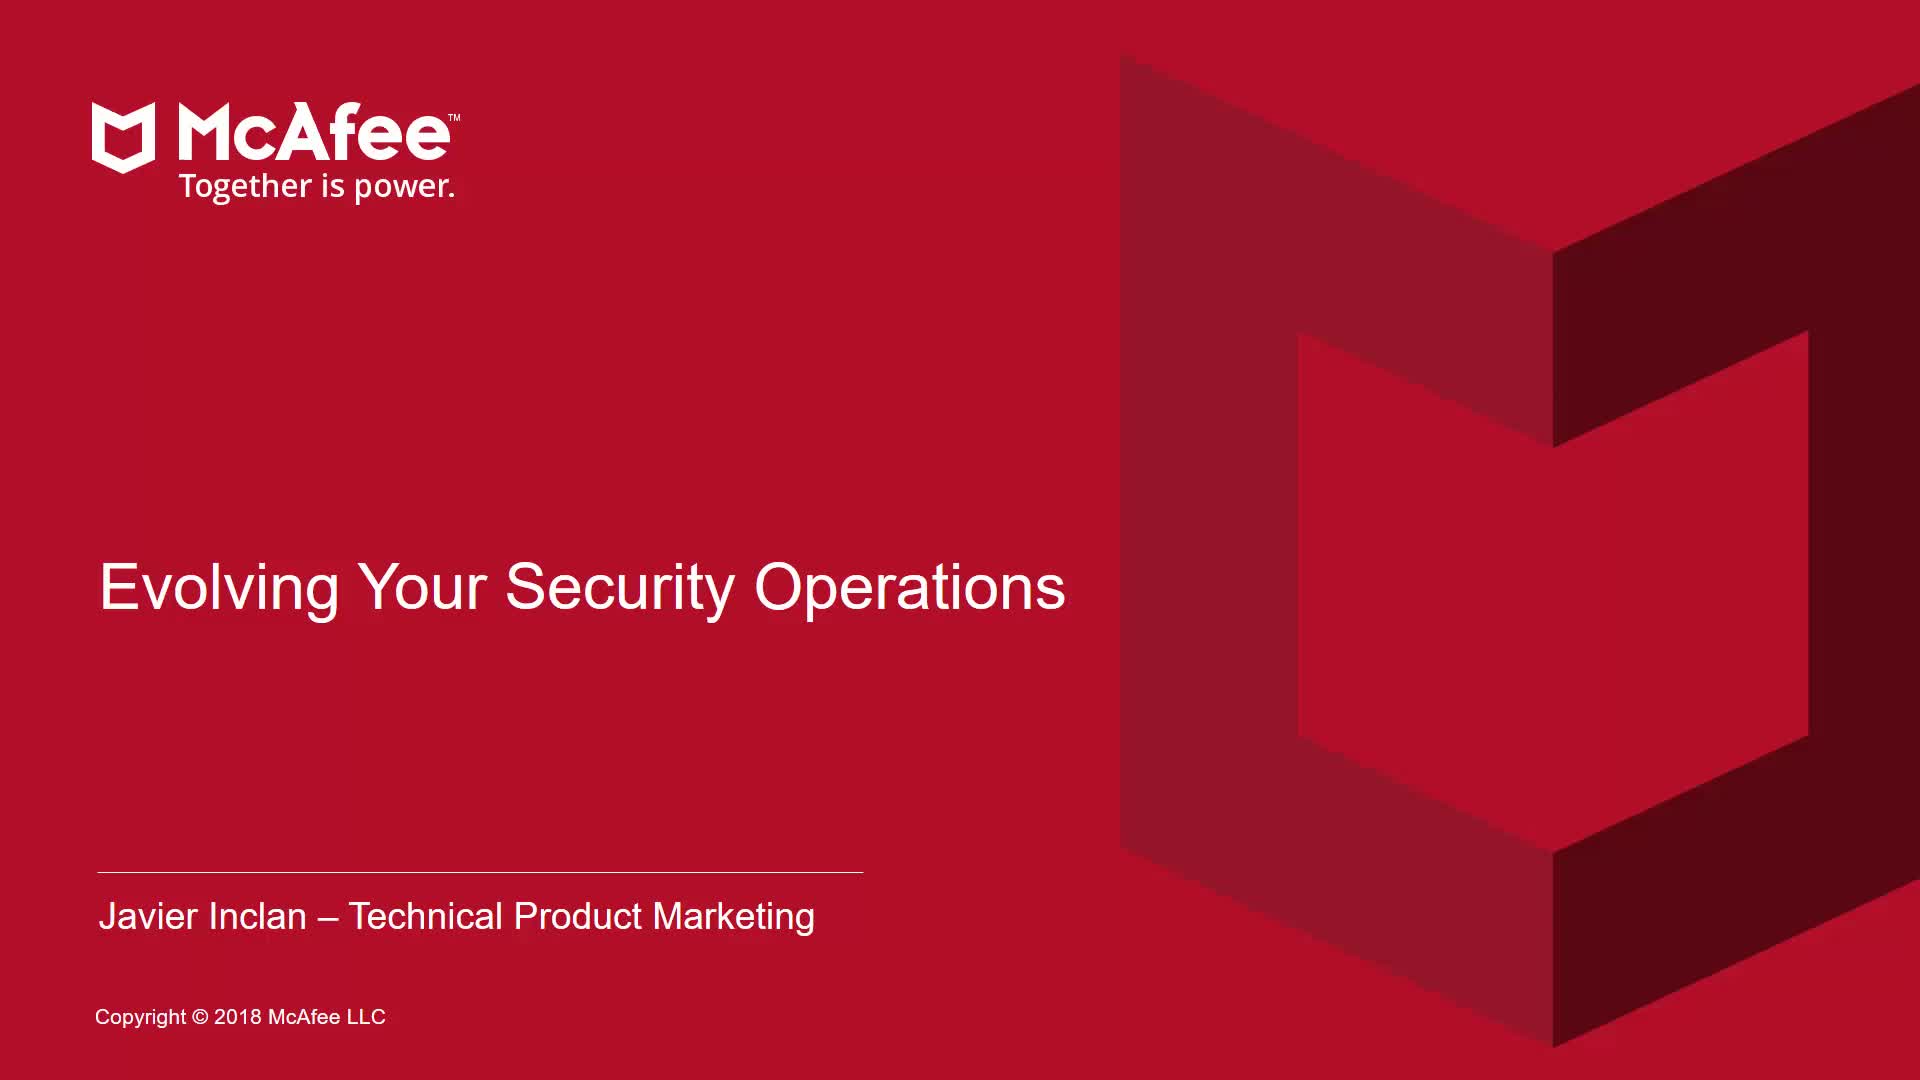 McAfee™
Together is power.
Evolving Your Security Operations
Javier Inclan – Technical Product Marketing
Copyright © 2018 McAfee LLC